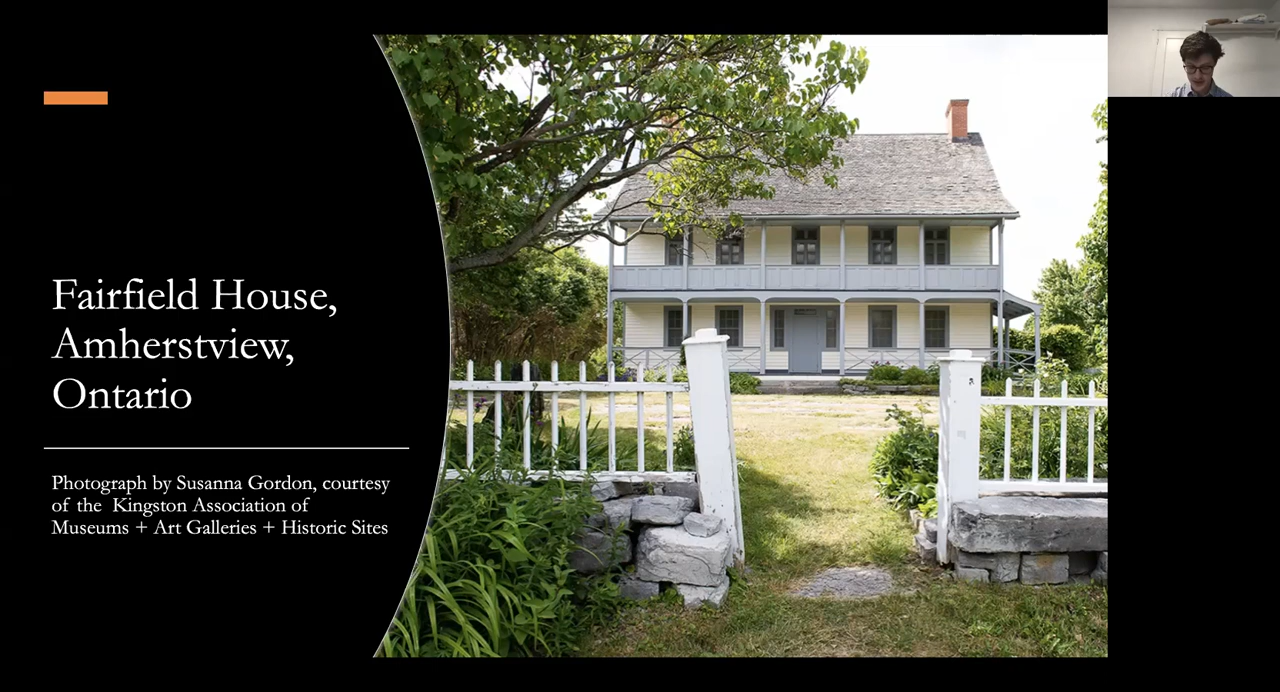 Fairfield House,
Amherstview,
Ontario
Photograph by Susanna Gordon, courtesy
of the Kingston Association of
Museums + Art Galleries + Historic Sites